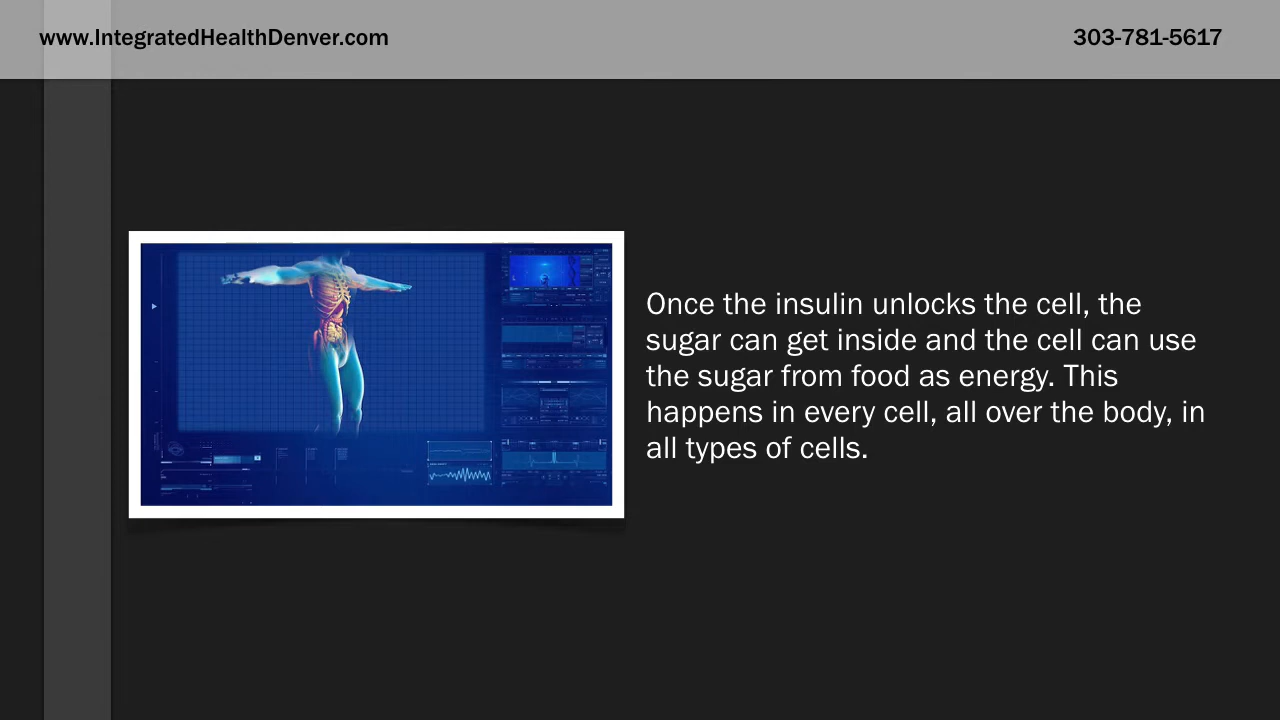 www.IntegratedHealthDenver.com
303-781-5617
Once the insulin unlocks the cell, the
sugar can get inside and the cell can use
the sugar from food as energy. This
happens in every cell, all over the body, in
all types of cells.